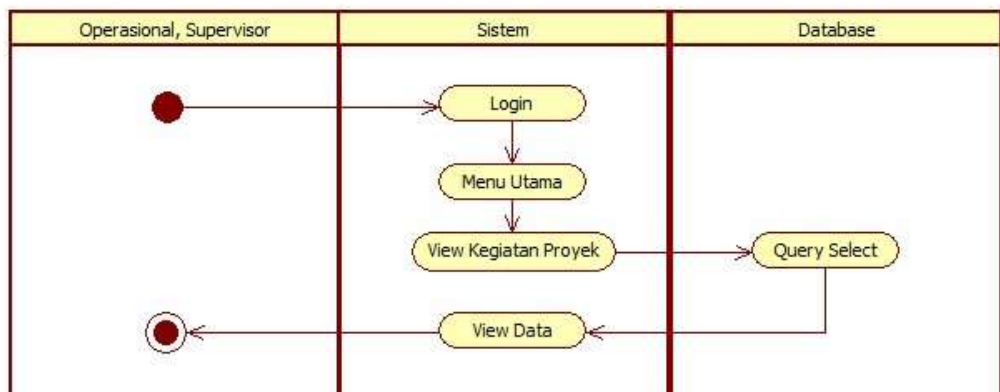 Operasional, Supervisor
Sistem
Database
Login
Menu Utama
View Kegiatan Proyek
Query Select
View Data